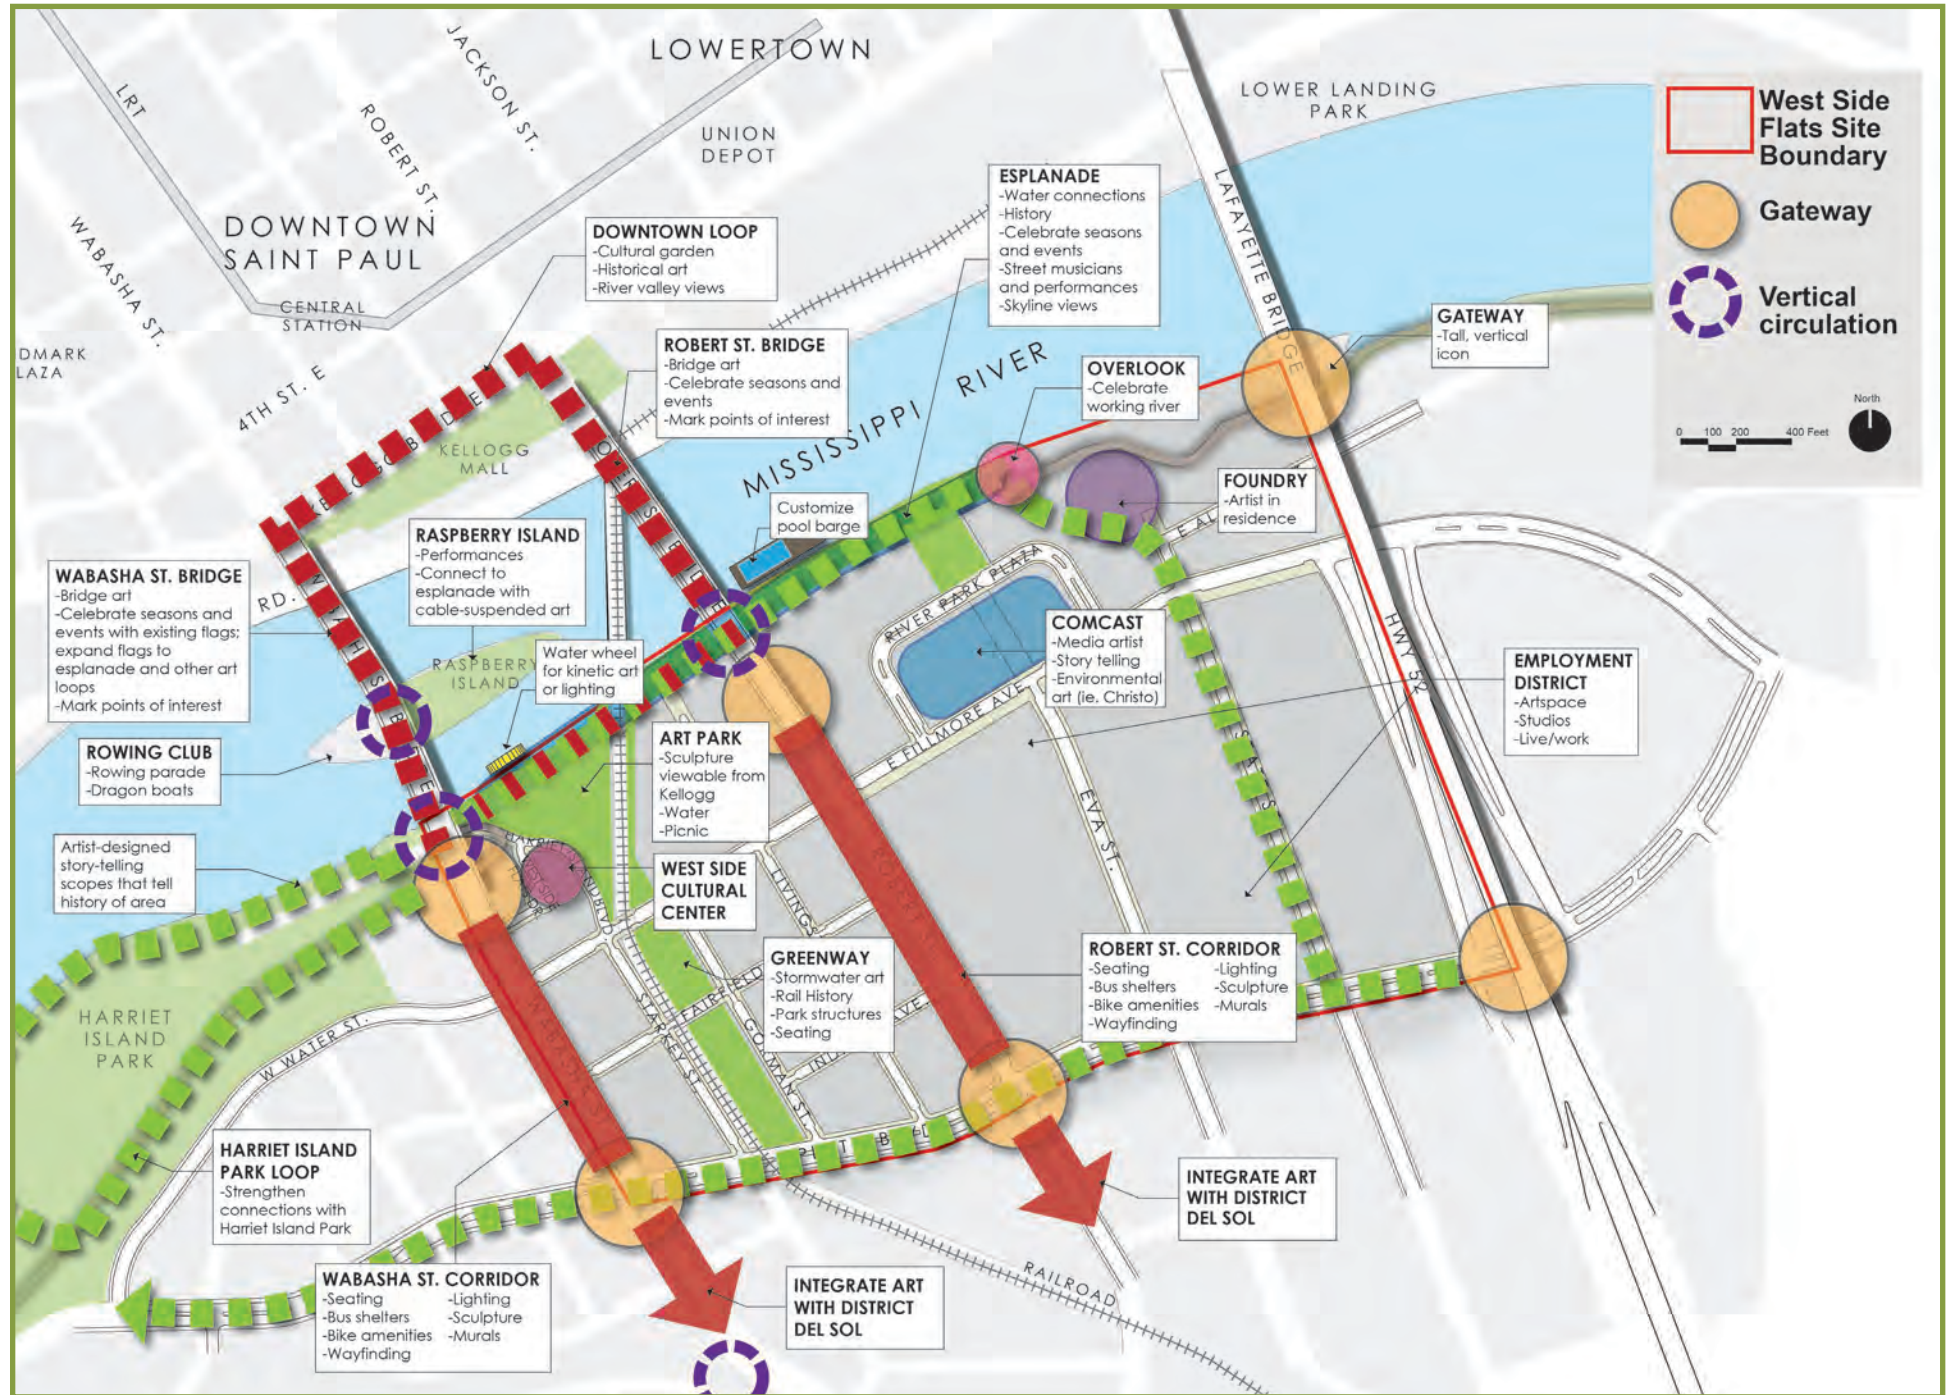 LOWERTOWN
JACKSON ST.
LRT
ROBERT ST.
UNION
DEPOT
LOWER LANDING
PARK
DOWNTOWN
SAINT PAUL
WABASHA ST.
CENTRAL
STATION
4TH ST. E
DMARK
LAZA
West Side
Flats Site
Boundary
Gateway
Vertical
circulation
North
0 100 200 400 Feet
DOWNTOWN LOOP
-Cultural garden
-Historical art
-River valley views
ESPLANADE
-Water connections
-History
-Celebrate seasons
and events
-Street musicians
and performances
-Skyline views
LAFAYETTE BRIDGE
GATEWAY
-Tall, vertical
icon
ROBERT ST. BRIDGE
-Bridge art
-Celebrate seasons and
events
-Mark points of interest
MISSISSIPPI RIVER
OVERLOOK
-Celebrate
working river
KELLOGG
MALL
FOUNDRY
-Artist in
residence
E AL
Customize
pool barge
RASPBERRY ISLAND
-Performances
-Connect to
esplanade with
cable-suspended art
WABASHA ST. BRIDGE
-Bridge art
-Celebrate seasons and
events with existing flags;
expand flags to
esplanade and other art
loops
-Mark points of interest
RD.
RASPBERRY
ISLAND
Water wheel
for kinetic art
or lighting
RIVER PARK PLAZA
COMCAST
-Media artist
-Story telling
-Environmental
art (ie. Christo)
HWY 52
EMPLOYMENT
DISTRICT
-Artspace
-Studios
-Live/work
E FILLMORE AVE
ROWING CLUB
-Rowing parade
-Dragon boats
ART PARK
-Sculpture
viewable from
Kellogg
-Water
-Picnic
EVA ST.
Artist-designed
story-telling
scopes that tell
history of area
WEST SIDE
CULTURAL
CENTER
LIVINGS
ROBERT ST. CORRIDOR
-Seating
-Bus shelters
-Bike amenities
-Wayfinding
-Lighting
-Sculpture
-Murals
GREENWAY
-Stormwater art
-Rail History
-Park structures
-Seating
FAIRFIELD
AVE.
WABASHA ST.
STARKEY ST.
GORMAN ST.
HARRIET
ISLAND
PARK
W WATER ST.
HARRIET ISLAND
PARK LOOP
-Strengthen
connections with
Harriet Island Park
INTEGRATE ART
WITH DISTRICT
DEL SOL
RAILROAD
WABASHA ST. CORRIDOR
-Seating
-Bus shelters
-Bike amenities
-Wayfinding
-Lighting
-Sculpture
-Murals
INTEGRATE ART
WITH DISTRICT
DEL SOL